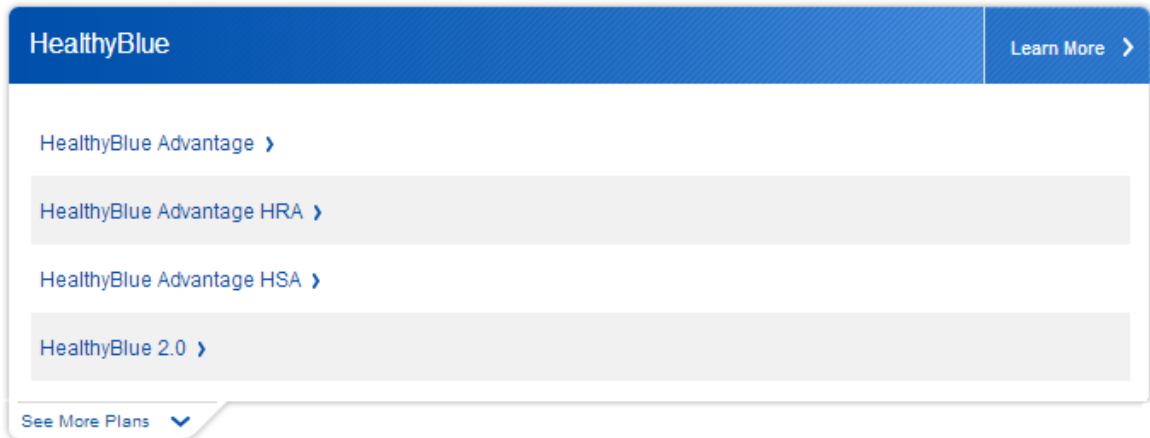 HealthyBlue
Learn More
HealthyBlue Advantage
HealthyBlue Advantage HRA
HealthyBlue Advantage HSA
HealthyBlue 2.0
See More Plans